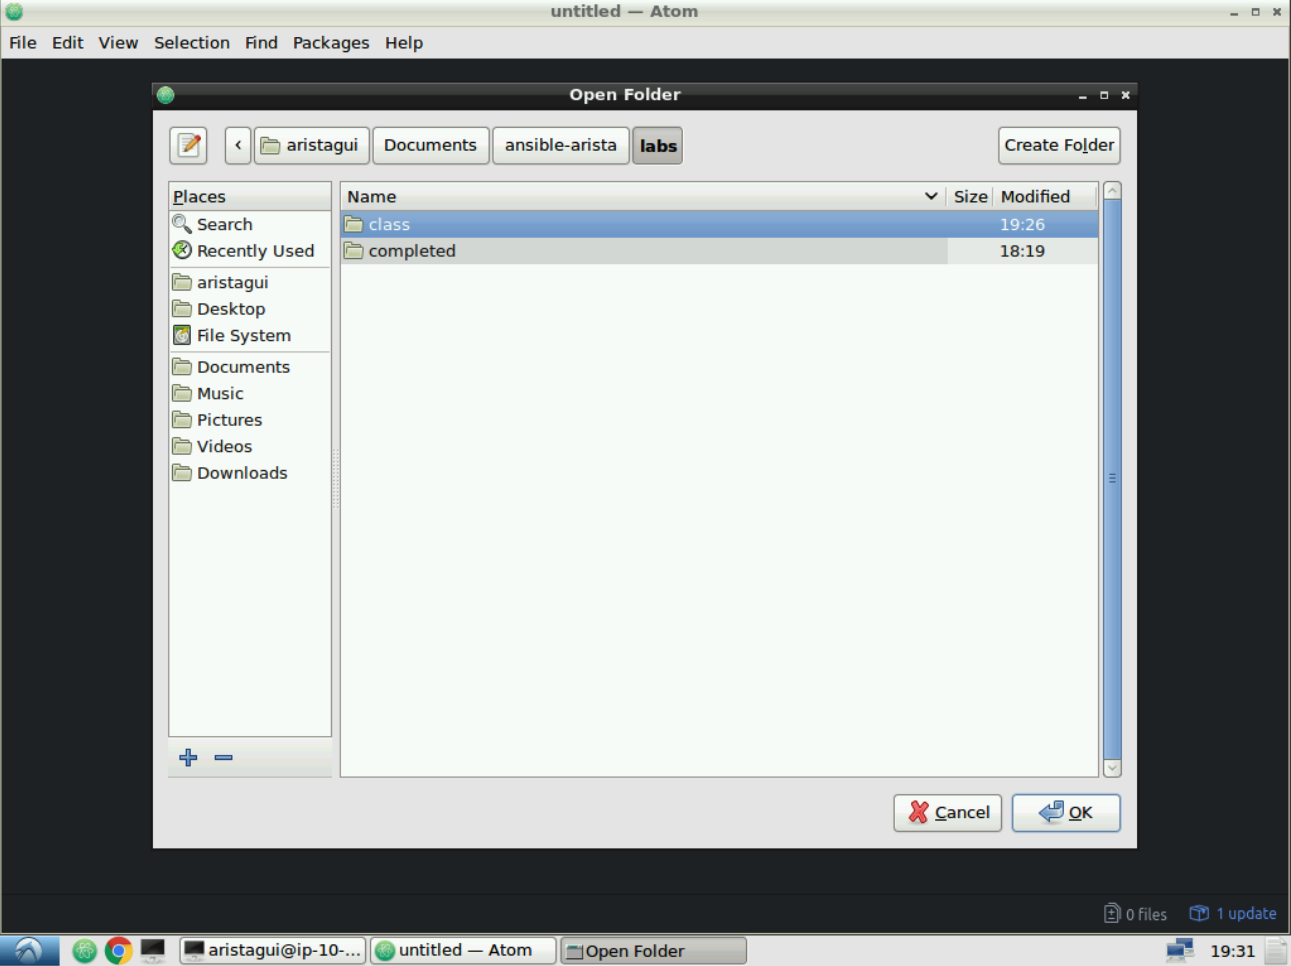 untitled — Atom
File Edit View Selection Find Packages Help
Open Folder
aristagui Documents ansible-arista labs Create Folder
Places Name Size Modified
Search class 19:26
Recently Used completed 18:19
aristagui
Desktop
File System
Documents
Music
Pictures
Videos
Downloads
Cancel OK
0 files 1 update
aristagui@ip-10-... untitled — Atom Open Folder 19:31